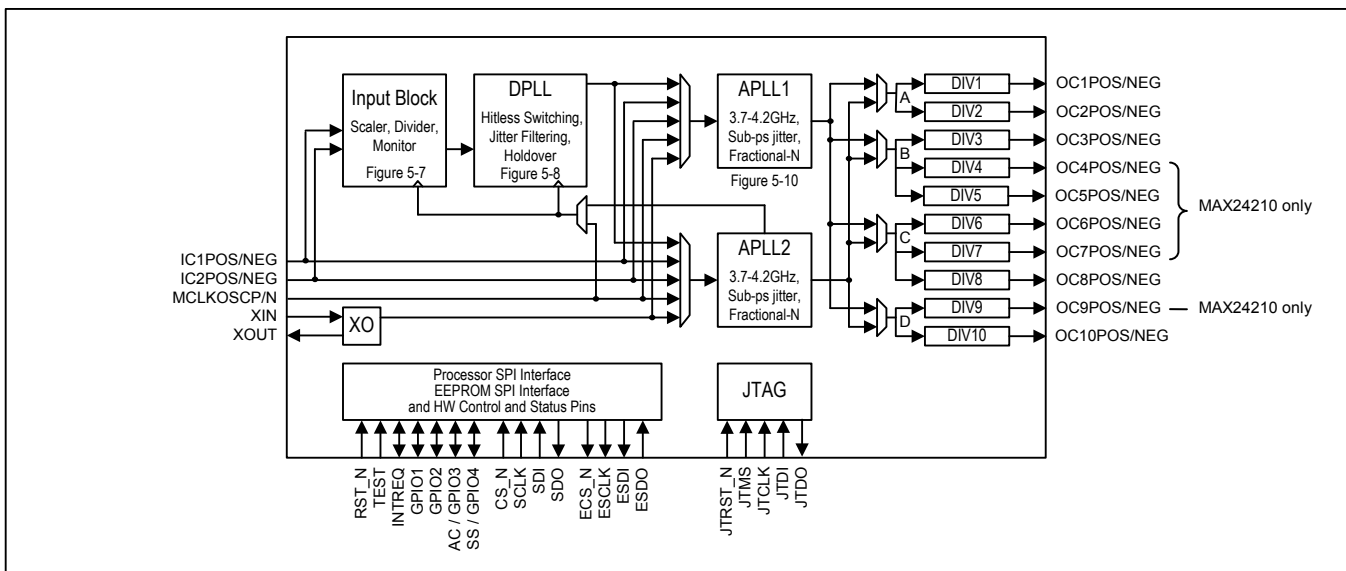 Input Block
Scaler, Divider,
Monitor
Figure 5-7
DPLL
Hitless Switching,
Jitter Filtering,
Holdover
Figure 5-8
APLL1
3.7-4.2GHz,
Sub-ps jitter,
Fractional-N
Figure 5-10
APLL2
3.7-4.2GHz,
Sub-ps jitter,
Fractional-N
A
B
C
D
DIV1
DIV2
DIV3
DIV4
DIV5
DIV6
DIV7
DIV8
DIV9
DIV10
OC1POS/NEG
OC2POS/NEG
OC3POS/NEG
OC4POS/NEG
OC5POS/NEG
OC6POS/NEG
OC7POS/NEG
OC8POS/NEG
OC9POS/NEG
OC10POS/NEG
MAX24210 only
MAX24210 only
IC1POS/NEG
IC2POS/NEG
MCLKOSCP/N
XIN
XOUT
XO
Processor SPI Interface
EEPROM SPI Interface
and HW Control and Status Pins
JTAG
RST_N
TEST
INTREQ
GPIO1
GPIO2
AC / GPIO3
SS / GPIO4
CS_N
SCLK
SDI
SDO
ECS_N
ESCLK
ESDI
ESDO
JTRST_N
JTMS
JTCLK
JTDI
JTDO